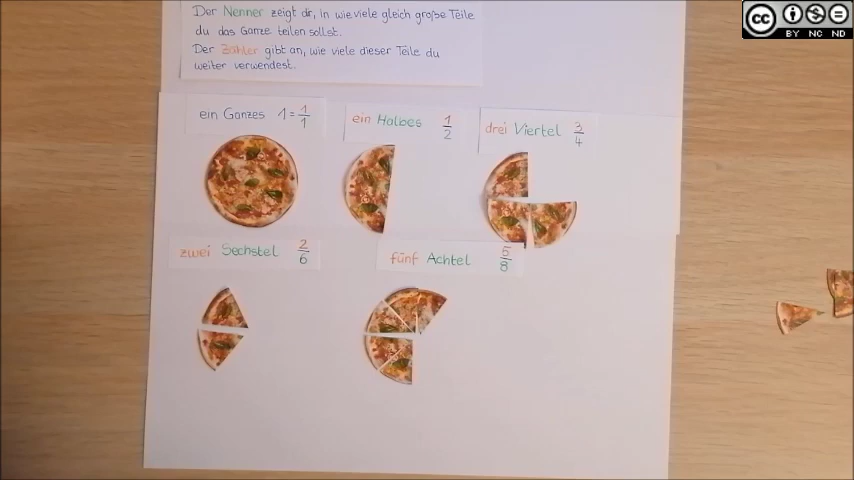 Der Nenner zeigt dir, in wie viele gleich große Teile
du das Ganze teilen sollst.
Der Zähler gibt an, wie viele dieser Teile du
weiter verwendest.
ein Ganzes 1 = 1/1
ein Halbes 1/2
drei Viertel 3/4
zwei Sechstel 2/6
fünf Achtel 5/8
cc
BY NC ND